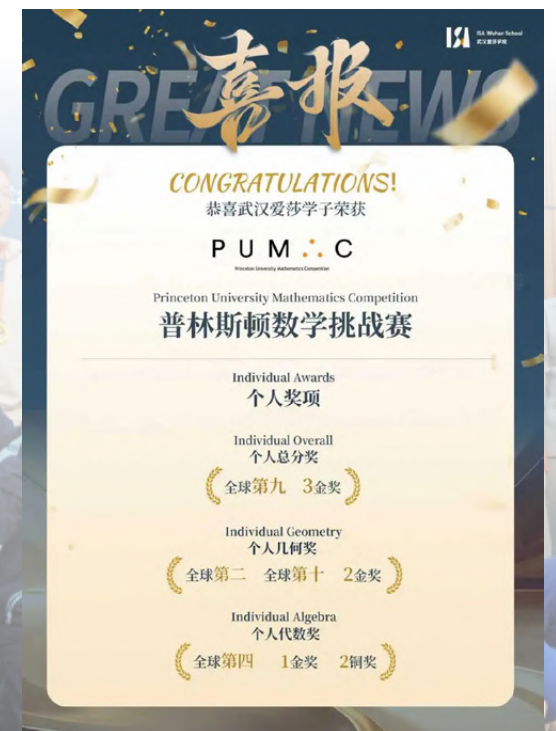 ISA Wuhan School
武汉爱莎学校
GREAT NEWS
喜报
CONGRATULATIONS!
恭喜武汉爱莎学子荣获
PUM∴C
Princeton University Mathematics Competition
Princeton University Mathematics Competition
普林斯顿数学挑战赛
Individual Awards
个人奖项
Individual Overall
个人总分奖
全球第九 3金奖
Individual Geometry
个人几何奖
全球第二 全球第十 2金奖
Individual Algebra
个人代数奖
全球第四 1金奖 2铜奖